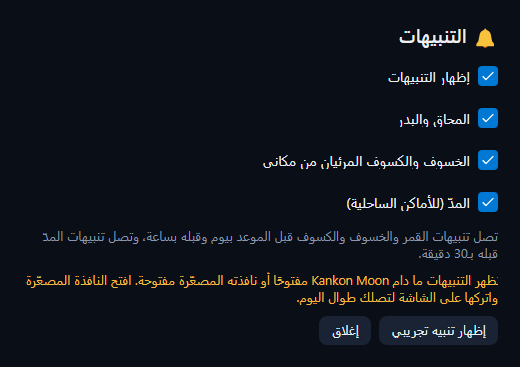 🔔 التنبيهات
إظهار التنبيهات
المحاق والبدر
الخسوف والكسوف المرئيان من مكاني
المدّ (للأماكن الساحلية)
تصل تنبيهات القمر والخسوف والكسوف قبل الموعد بيوم وقبله بساعة، وتصل تنبيهات المدّ
قبله بـ30 دقيقة.
تظهر التنبيهات ما دام Kankon Moon مفتوحًا أو نافذته المصغّرة مفتوحة. افتح النافذة المصغّرة
واتركها على الشاشة لتصلك طوال اليوم.
إظهار تنبيه تجريبي
إغلاق